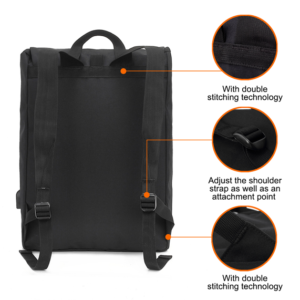 With double
stitching technology
Adjust the shoulder
strap as well as an
attachment point
With double
stitching technology